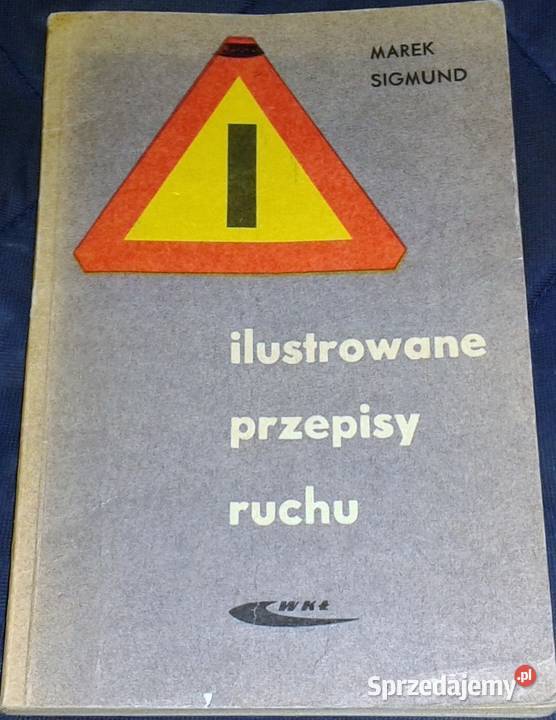 MAREK
SIGMUND
ilustrowane
przepisy
ruchu
WKŁ
Sprzedajemy.pl